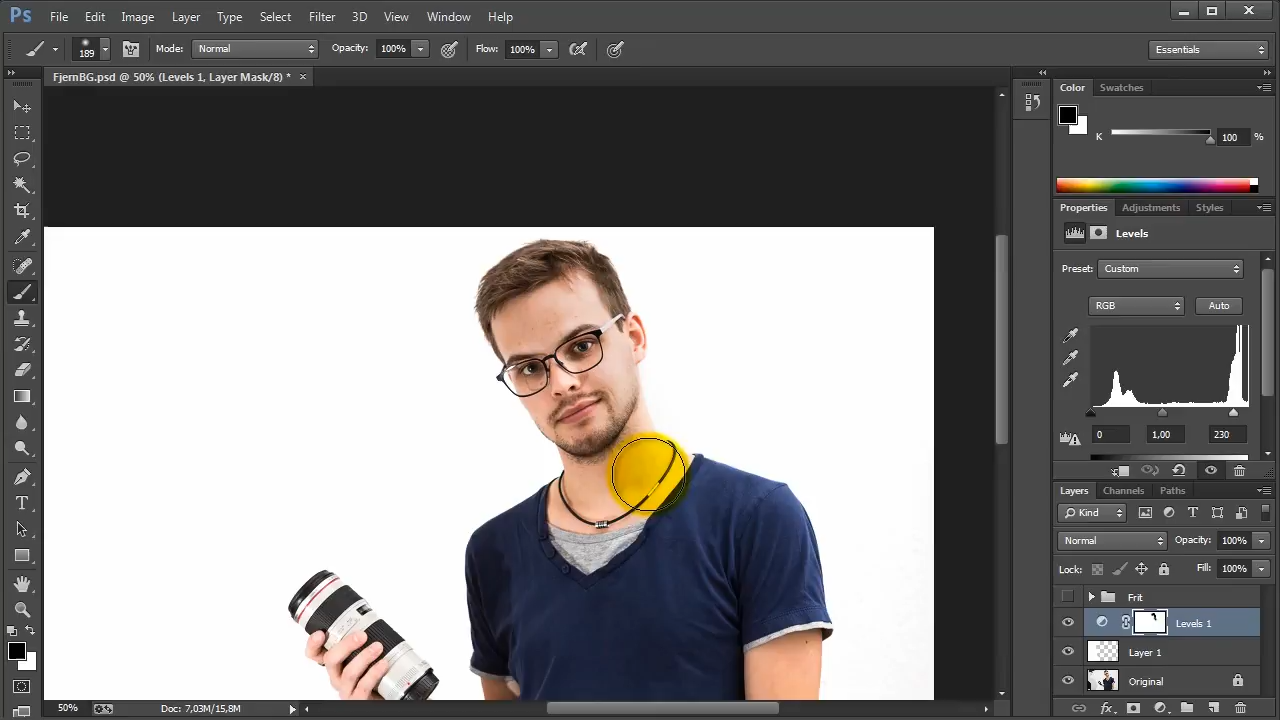 Ps File Edit Image Layer Type Select Filter 3D View Window Help
189 Mode: Normal Opacity: 100% Flow: 100% Essentials
FjernBG.psd @ 50% (Levels 1, Layer Mask/8) * ×
Color Swatches
K 100 %
Properties Adjustments Styles
Levels
Preset: Custom
RGB Auto
0 1,00 230
Layers Channels Paths
Kind
Normal Opacity: 100%
Lock: Fill: 100%
Frit
Levels 1
Layer 1
Original
50% Doc: 7,03M/15,8M